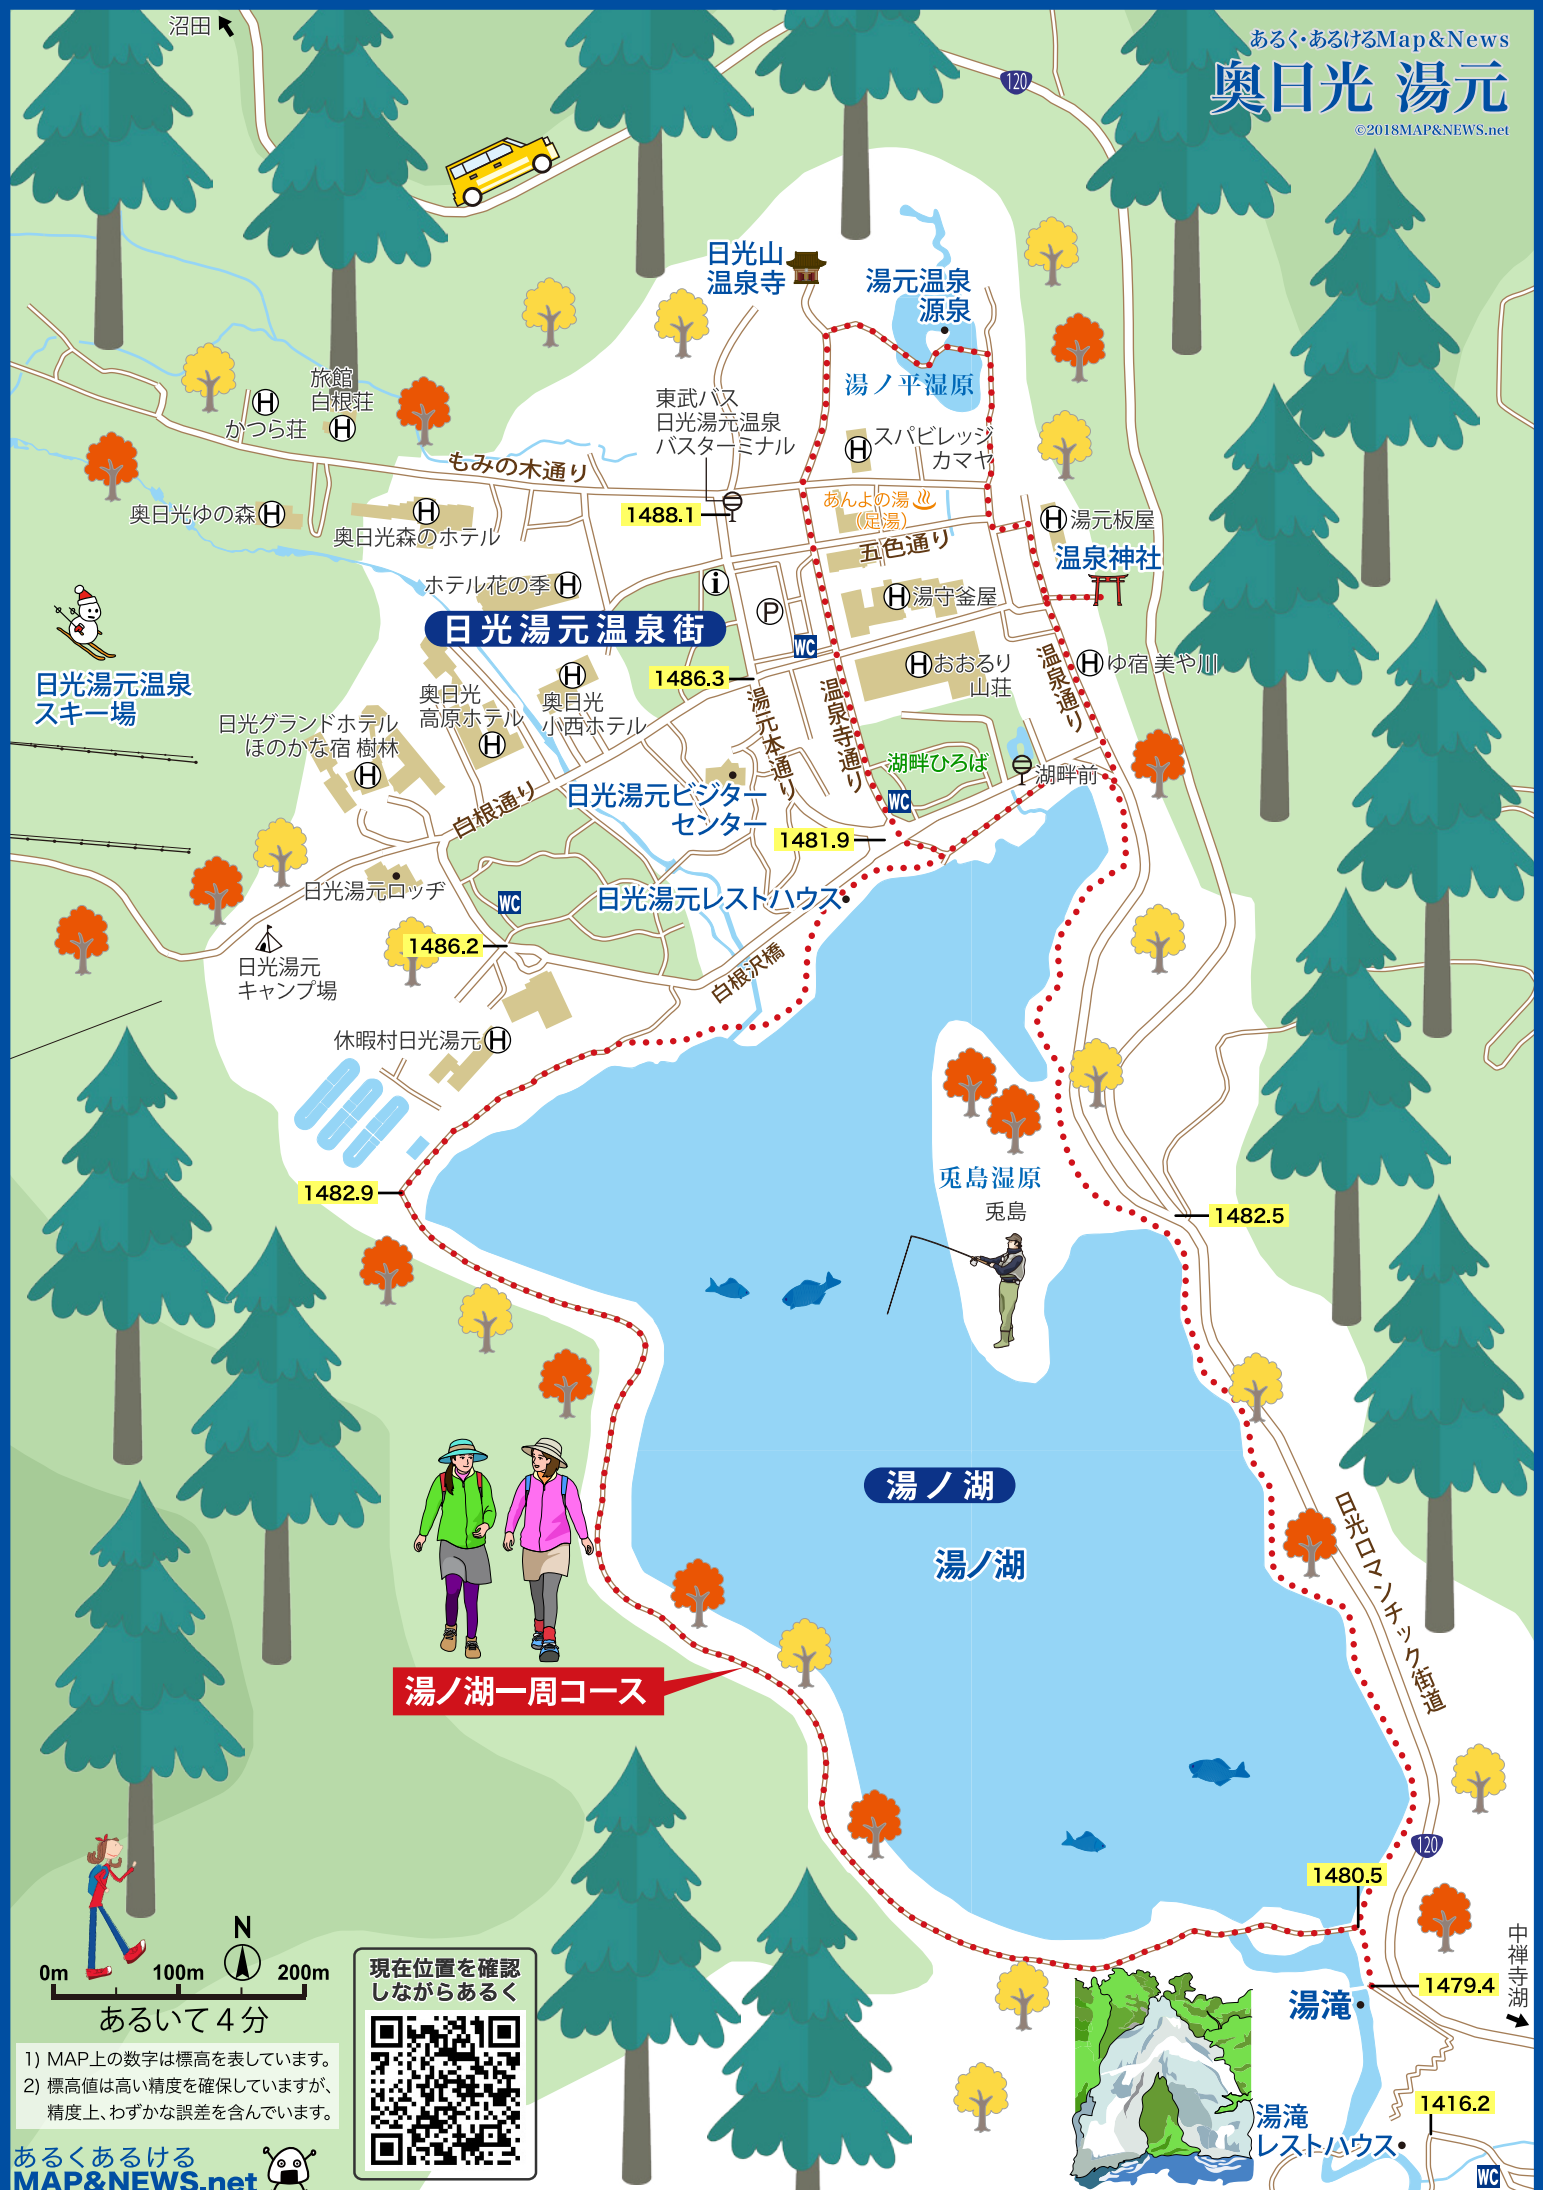 沼田
120
あるく・あるけるMap&News
奥日光 湯元
©2018MAP&NEWS.net
日光山
温泉寺
湯元温泉
源泉
湯ノ平湿原
旅館
白根荘
H
かつら荘
H
東武バス
日光湯元温泉
バスターミナル
H
スパビレッジ
カマヤ
もみの木通り
1488.1
あんよの湯
(足湯)
奥日光ゆの森
H
H
奥日光森のホテル
H
湯元板屋
五色通り
温泉神社
ホテル花の季
H
i
P
H
湯守釜屋
日光湯元温泉街
WC
日光湯元温泉
スキー場
1486.3
H
おおるり
山荘
温泉通り
H
ゆ宿 美や川
奥日光
高原ホテル
H
H
奥日光
小西ホテル
湯元本通り
温泉寺通り
日光グランドホテル
ほのかな宿 樹林
H
湖畔ひろば
湖畔前
白根通り
日光湯元ビジター
センター
WC
1481.9
日光湯元ロッヂ
WC
日光湯元レストハウス
1486.2
日光湯元
キャンプ場
白根沢橋
休暇村日光湯元
H
1482.9
兎島湿原
兎島
1482.5
湯ノ湖
湯ノ湖
日光ロマンチック街道
湯ノ湖一周コース
120
1480.5
中禅寺湖
1479.4
湯滝
湯滝
レストハウス
1416.2
WC
N
0m
100m
200m
あるいて４分
現在位置を確認
しながらあるく
1) MAP上の数字は標高を表しています。
2) 標高値は高い精度を確保していますが、
精度上、わずかな誤差を含んでいます。
あるくあるける
MAP&NEWS.net